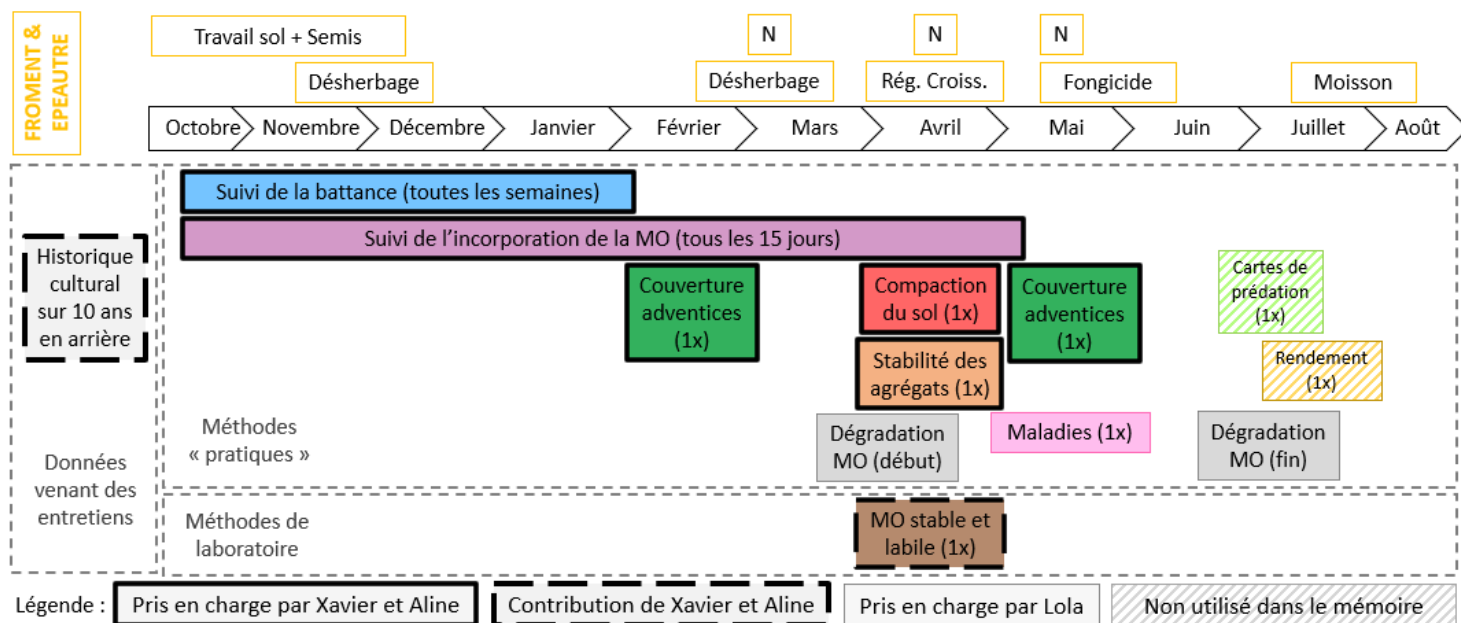 FROMENT &
EPEAUTRE
Travail sol + Semis
N
N
N
Désherbage
Désherbage
Rég. Croiss.
Fongicide
Moisson
Octobre
Novembre
Décembre
Janvier
Février
Mars
Avril
Mai
Juin
Juillet
Août
Suivi de la battance (toutes les semaines)
Suivi de l'incorporation de la MO (tous les 15 jours)
Historique
cultural
sur 10 ans
en arrière
Couverture
adventices
(1x)
Compaction
du sol (1x)
Couverture
adventices
(1x)
Cartes de
prédation
(1x)
Stabilité des
agrégats (1x)
Rendement
(1x)
Méthodes
« pratiques »
Dégradation
MO (début)
Maladies (1x)
Dégradation
MO (fin)
Données
venant des
entretiens
Méthodes de
laboratoire
MO stable et
labile (1x)
Légende :
Pris en charge par Xavier et Aline
Contribution de Xavier et Aline
Pris en charge par Lola
Non utilisé dans le mémoire